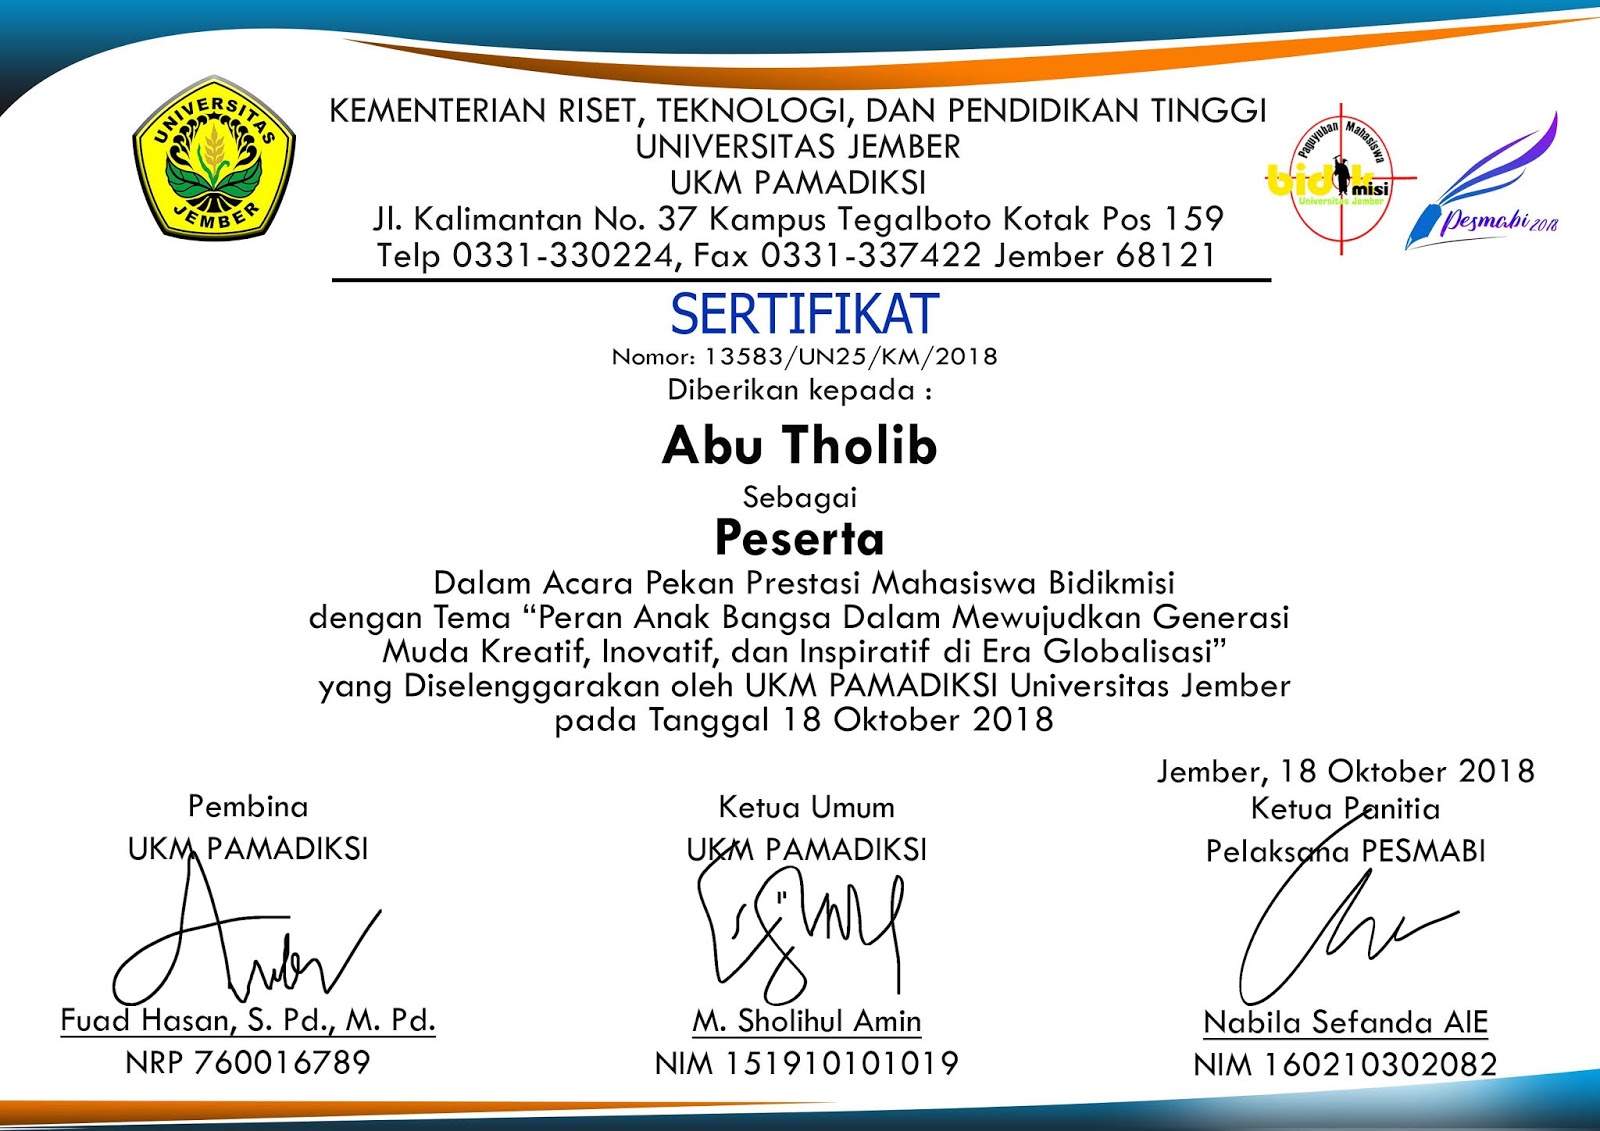 KEMENTERIAN RISET, TEKNOLOGI, DAN PENDIDIKAN TINGGI
UNIVERSITAS JEMBER
UKM PAMADIKSI
Jl. Kalimantan No. 37 Kampus Tegalboto Kotak Pos 159
Telp 0331-330224, Fax 0331-337422 Jember 68121
UNIVERSITAS
JEMBER
Paguyuban Mahasiswa
bidikmisi
Universitas Jember
Pesmabi 2018
SERTIFIKAT
Nomor: 13583/UN25/KM/2018
Diberikan kepada :
Abu Tholib
Sebagai
Peserta
Dalam Acara Pekan Prestasi Mahasiswa Bidikmisi
dengan Tema “Peran Anak Bangsa Dalam Mewujudkan Generasi
Muda Kreatif, Inovatif, dan Inspiratif di Era Globalisasi”
yang Diselenggarakan oleh UKM PAMADIKSI Universitas Jember
pada Tanggal 18 Oktober 2018
Jember, 18 Oktober 2018
Pembina
UKM PAMADIKSI
Fuad Hasan, S. Pd., M. Pd.
NRP 760016789
Ketua Umum
UKM PAMADIKSI
M. Sholihul Amin
NIM 151910101019
Ketua Panitia
Pelaksana PESMABI
Nabila Sefanda AIE
NIM 160210302082